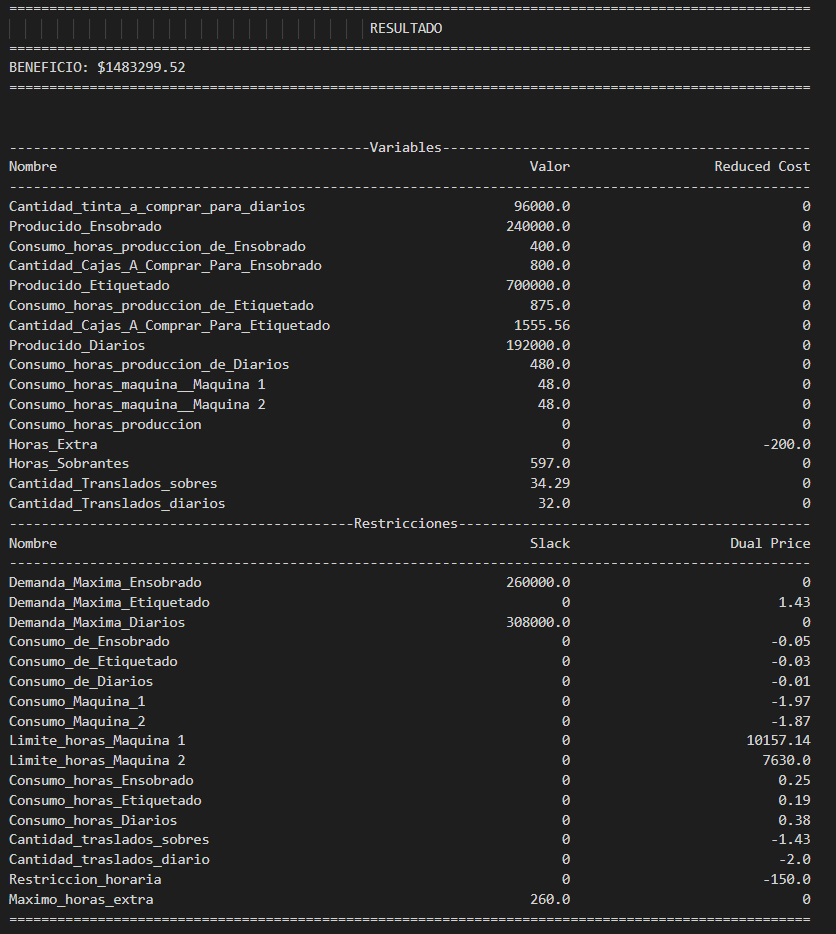 ====================================================================================================
| | | | | | | | | | | | | | | | | | | | | | | RESULTADO
====================================================================================================
BENEFICIO: $1483299.52
====================================================================================================
---------------------------------------------Variables----------------------------------------------
Nombre Valor Reduced Cost
----------------------------------------------------------------------------------------------------
Cantidad_tinta_a_comprar_para_diarios 96000.0 0
Producido_Ensobrado 240000.0 0
Consumo_horas_produccion_de_Ensobrado 400.0 0
Cantidad_Cajas_A_Comprar_Para_Ensobrado 800.0 0
Producido_Etiquetado 700000.0 0
Consumo_horas_produccion_de_Etiquetado 875.0 0
Cantidad_Cajas_A_Comprar_Para_Etiquetado 1555.56 0
Producido_Diarios 192000.0 0
Consumo_horas_produccion_de_Diarios 480.0 0
Consumo_horas_maquina__Maquina 1 48.0 0
Consumo_horas_maquina__Maquina 2 48.0 0
Consumo_horas_produccion 0 0
Horas_Extra 0 -200.0
Horas_Sobrantes 597.0 0
Cantidad_Translados_sobres 34.29 0
Cantidad_Translados_diarios 32.0 0
-------------------------------------------Restricciones--------------------------------------------
Nombre Slack Dual Price
----------------------------------------------------------------------------------------------------
Demanda_Maxima_Ensobrado 260000.0 0
Demanda_Maxima_Etiquetado 0 1.43
Demanda_Maxima_Diarios 308000.0 0
Consumo_de_Ensobrado 0 -0.05
Consumo_de_Etiquetado 0 -0.03
Consumo_de_Diarios 0 -0.01
Consumo_Maquina_1 0 -1.97
Consumo_Maquina_2 0 -1.87
Limite_horas_Maquina 1 0 10157.14
Limite_horas_Maquina 2 0 7630.0
Consumo_horas_Ensobrado 0 0.25
Consumo_horas_Etiquetado 0 0.19
Consumo_horas_Diarios 0 0.38
Cantidad_traslados_sobres 0 -1.43
Cantidad_traslados_diario 0 -2.0
Restriccion_horaria 0 -150.0
Maximo_horas_extra 260.0 0
====================================================================================================